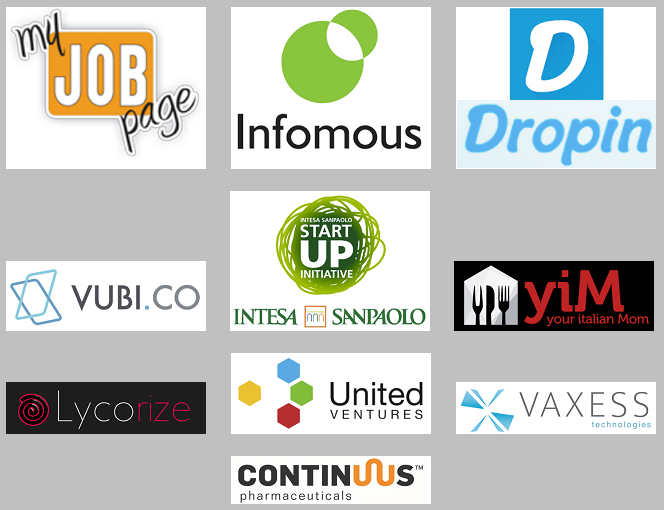 my
JOB
page
Infomous
D
Dropin
INTESA SANPAOLO
START
UP
INITIATIVE
INTESA SANPAOLO
VUBI.CO
yiM
your italian Mom
Lycorize
United
VENTURES
VAXESS
technologies
CONTINUUS™
pharmaceuticals